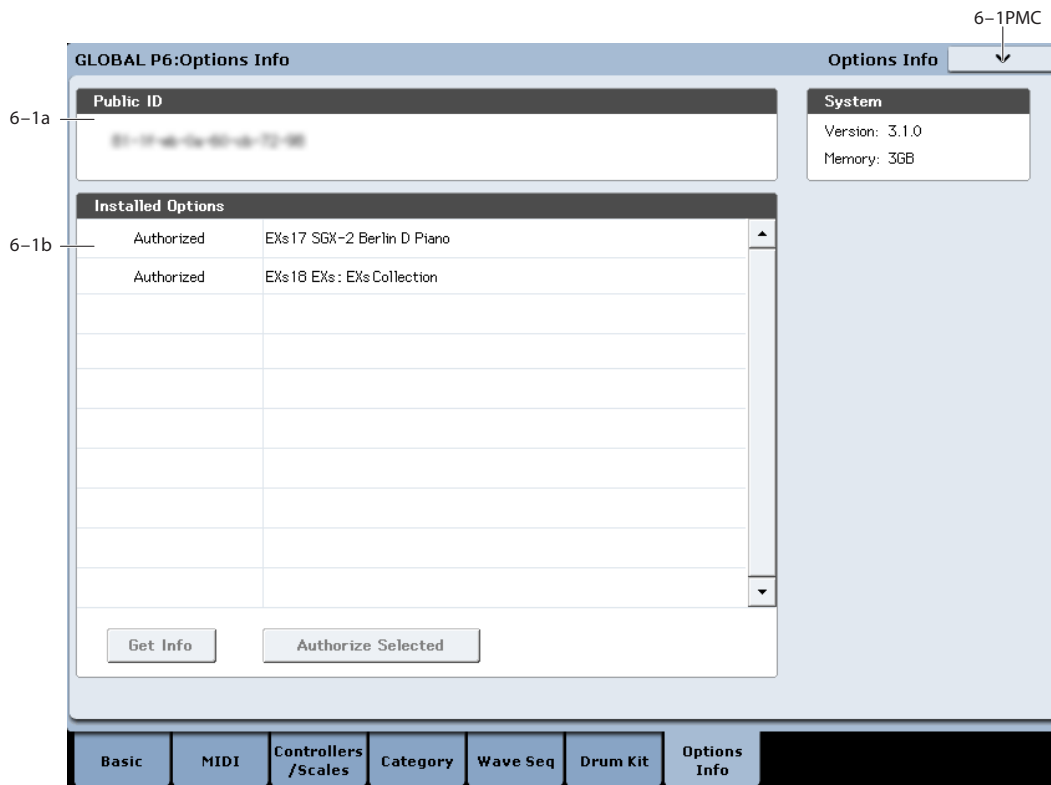 6–1PMC
GLOBAL P6:Options Info
Options Info
6–1a
Public ID
System
Version: 3.1.0
Memory: 3GB
Installed Options
6–1b
Authorized EXs17 SGX-2 Berlin D Piano
Authorized EXs18 EXs: EXs Collection
Get Info
Authorize Selected
Basic
MIDI
Controllers
/Scales
Category
Wave Seq
Drum Kit
Options
Info